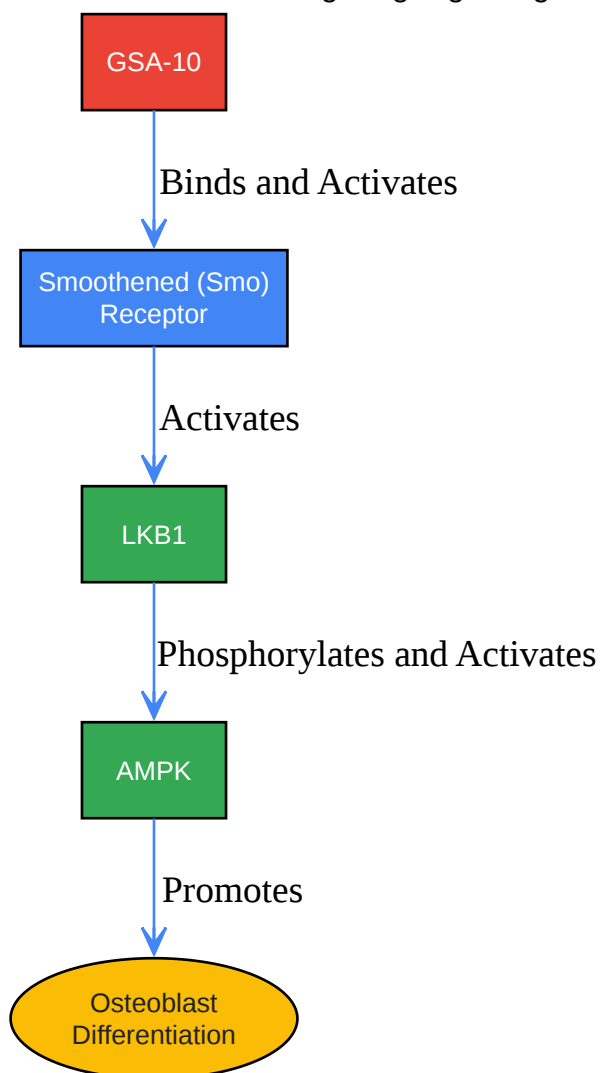 GSA-10
Binds and Activates
Smoothened (Smo)
Receptor
Activates
LKB1
Phosphorylates and Activates
AMPK
Promotes
Osteoblast
Differentiation